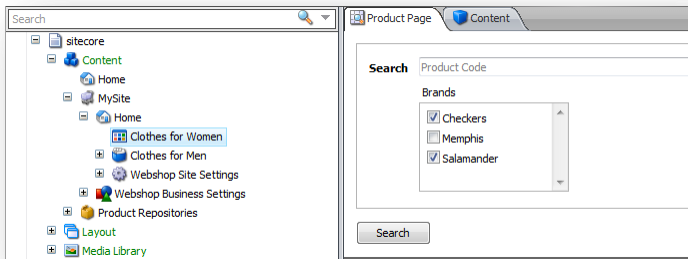 Search
sitecore
Content
Home
MySite
Home
Clothes for Women
Clothes for Men
Webshop Site Settings
Webshop Business Settings
Product Repositories
Layout
Media Library
Product Page
Content
Search
Product Code
Brands
Checkers
Memphis
Salamander
Search